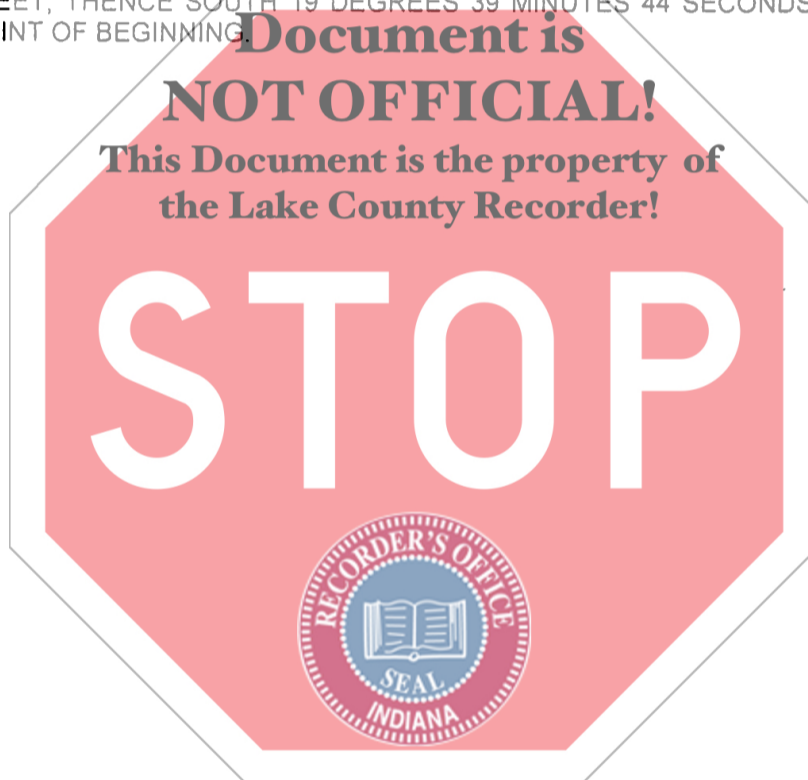 EET, THENCE SOUTH 19 DEGREES 39 MINUTES 44 SECONDS
INT OF BEGINNING.
Document is
NOT OFFICIAL!
This Document is the property of
the Lake County Recorder!
STOP
RECORDER'S OFFICE
SEAL
INDIANA